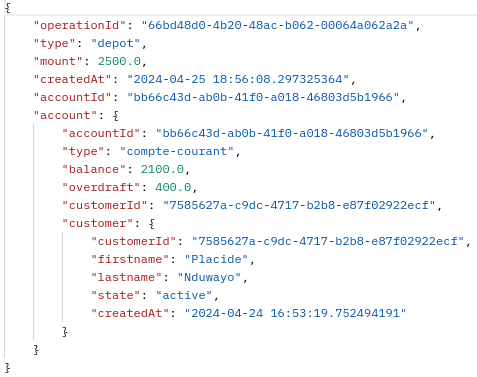 {
"operationId": "66bd48d0-4b20-48ac-b062-00064a062a2a",
"type": "depot",
"mount": 2500.0,
"createdAt": "2024-04-25 18:56:08.297325364",
"accountId": "bb66c43d-ab0b-41f0-a018-46803d5b1966",
"account": {
"accountId": "bb66c43d-ab0b-41f0-a018-46803d5b1966",
"type": "compte-courant",
"balance": 2100.0,
"overdraft": 400.0,
"customerId": "7585627a-c9dc-4717-b2b8-e87f02922ecf",
"customer": {
"customerId": "7585627a-c9dc-4717-b2b8-e87f02922ecf",
"firstname": "Placide",
"lastname": "Nduwayo",
"state": "active",
"createdAt": "2024-04-24 16:53:19.752494191"
}
}
}